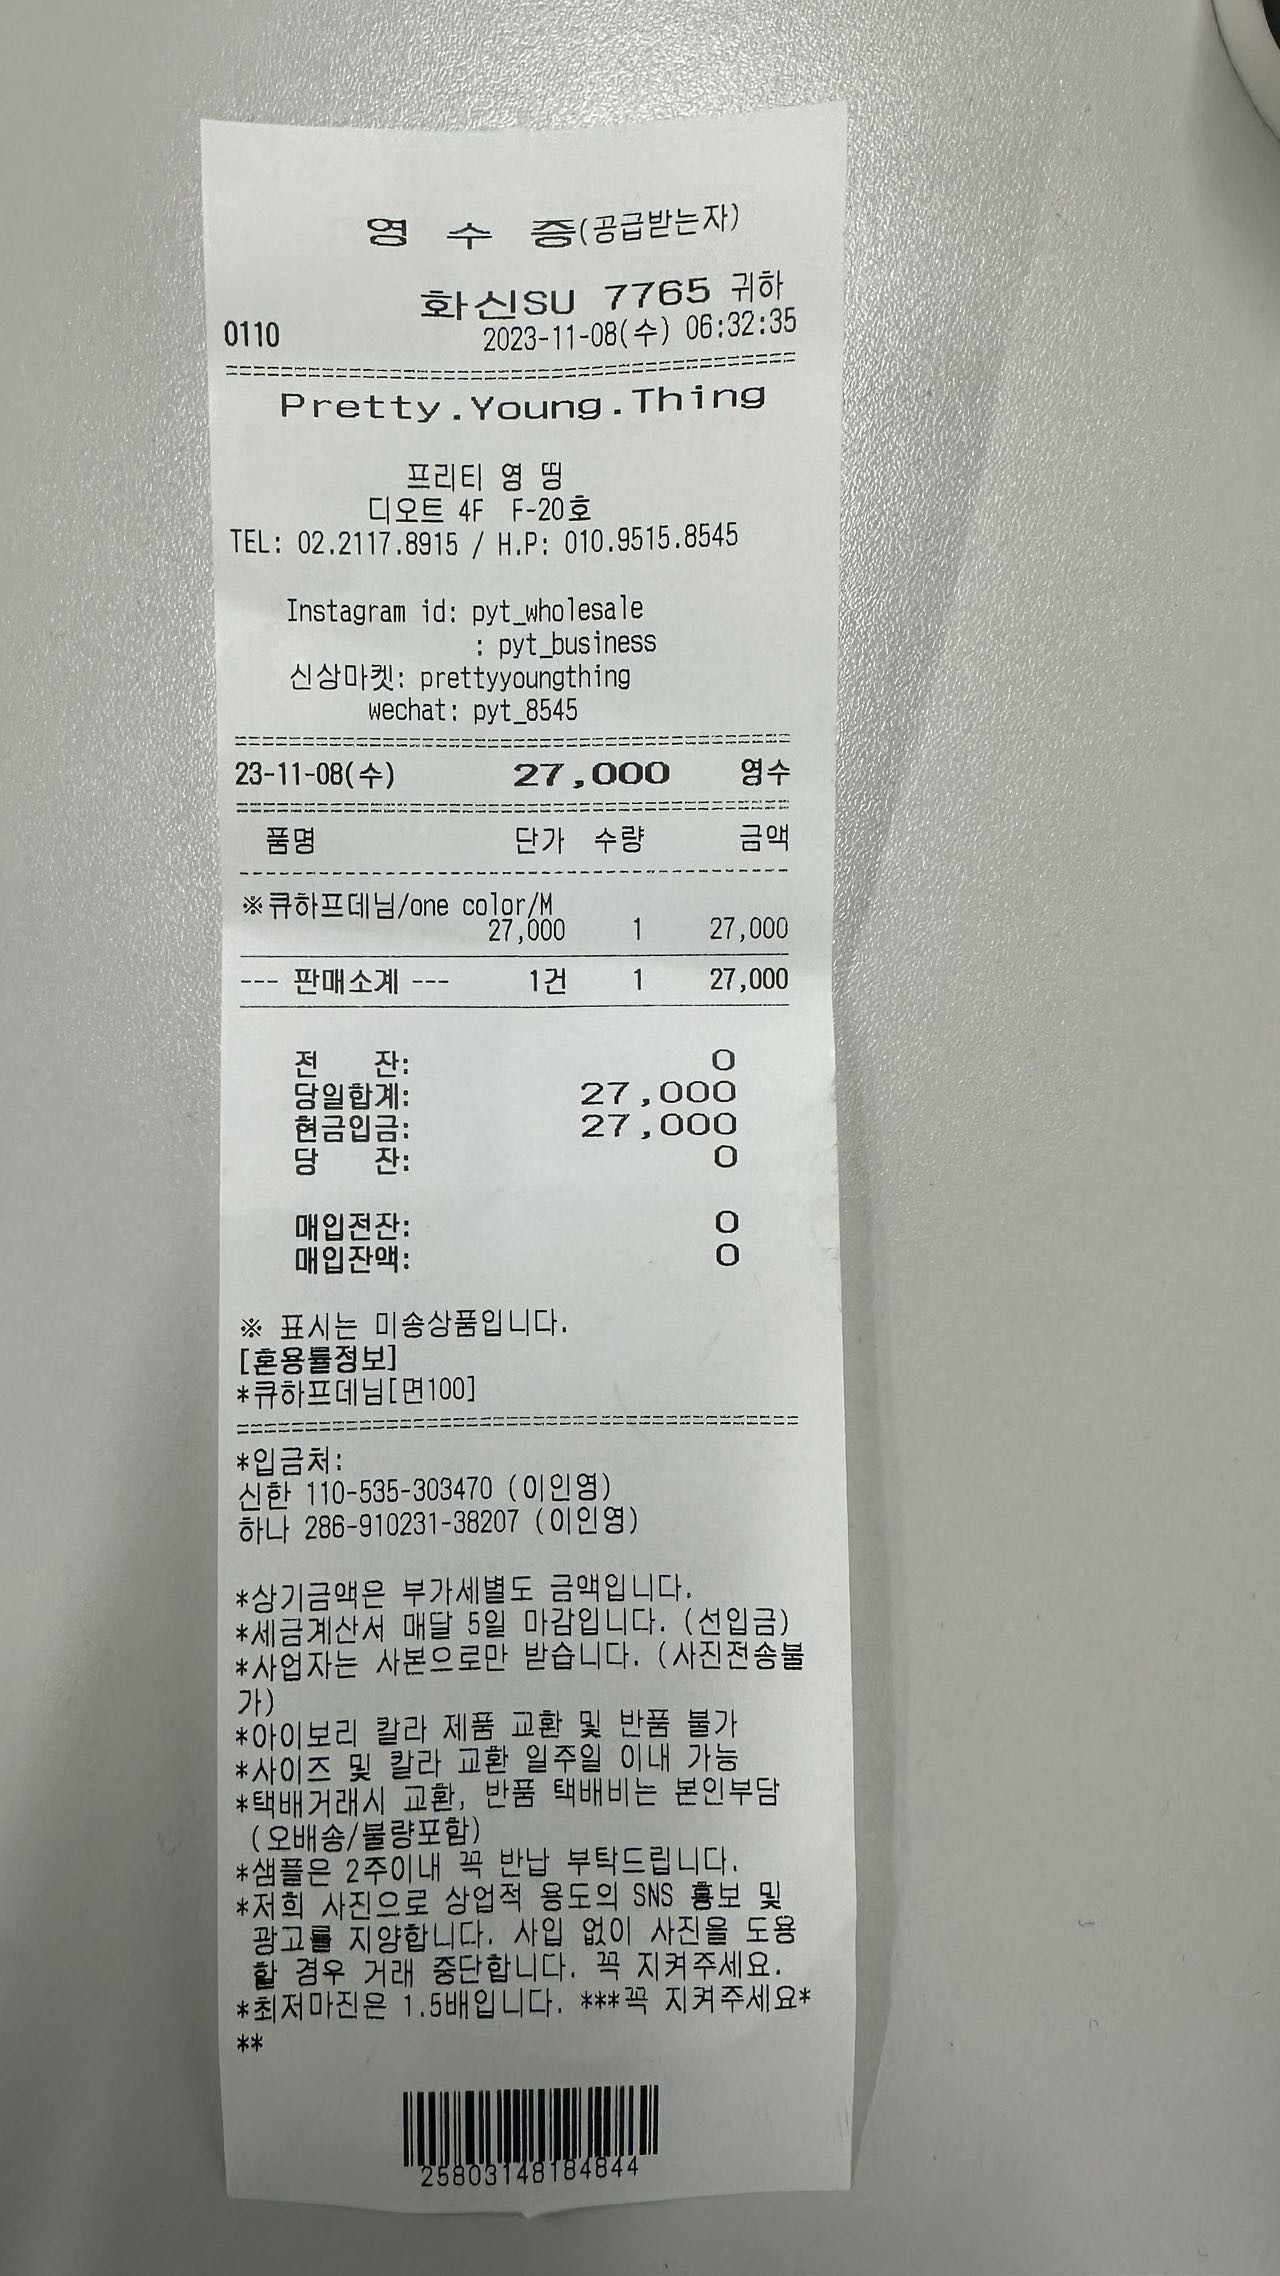 영 수 증(공급받는자)
화신SU 7765 귀하
0110 2023-11-08(수) 06:32:35
==========================================
Pretty.Young.Thing
프리티 영 띵
디오트 4F F-20호
TEL: 02.2117.8915 / H.P: 010.9515.8545
Instagram id: pyt_wholesale
: pyt_business
신상마켓: prettyyoungthing
wechat: pyt_8545
==========================================
23-11-08(수) 27,000 영수
==========================================
품명 단가 수량 금액
------------------------------------------
※큐하프데님/one color/M
27,000 1 27,000
--- 판매소계 --- 1건 1 27,000
전 잔: 0
당일합계: 27,000
현금입금: 27,000
당 잔: 0
매입전잔: 0
매입잔액: 0
※ 표시는 미송상품입니다.
[혼용률정보]
*큐하프데님[면100]
==========================================
*입금처:
신한 110-535-303470 (이인영)
하나 286-910231-38207 (이인영)
*상기금액은 부가세별도 금액입니다.
*세금계산서 매달 5일 마감입니다. (선입금)
*사업자는 사본으로만 받습니다. (사진전송불
가)
*아이보리 칼라 제품 교환 및 반품 불가
*사이즈 및 칼라 교환 일주일 이내 가능
*택배거래시 교환, 반품 택배비는 본인부담
(오배송/불량포함)
*샘플은 2주이내 꼭 반납 부탁드립니다.
*저희 사진으로 상업적 용도의 SNS 홍보 및
광고를 지양합니다. 사입 없이 사진을 도용
할 경우 거래 중단합니다. 꼭 지켜주세요.
*최저마진은 1.5배입니다. ***꼭 지켜주세요*
**
25803148184844